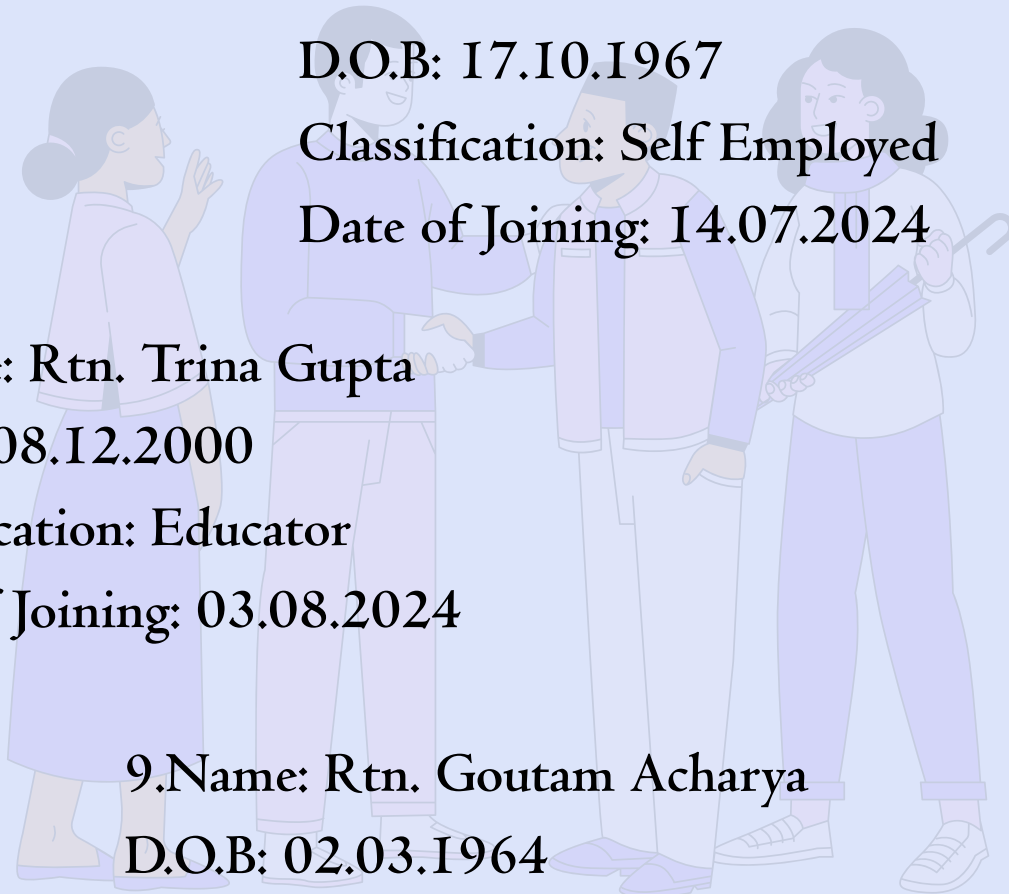 D.O.B: 17.10.1967
Classification: Self Employed
Date of Joining: 14.07.2024
: Rtn. Trina Gupta
08.12.2000
cation: Educator
Joining: 03.08.2024
9.Name: Rtn. Goutam Acharya
D.O.B: 02.03.1964